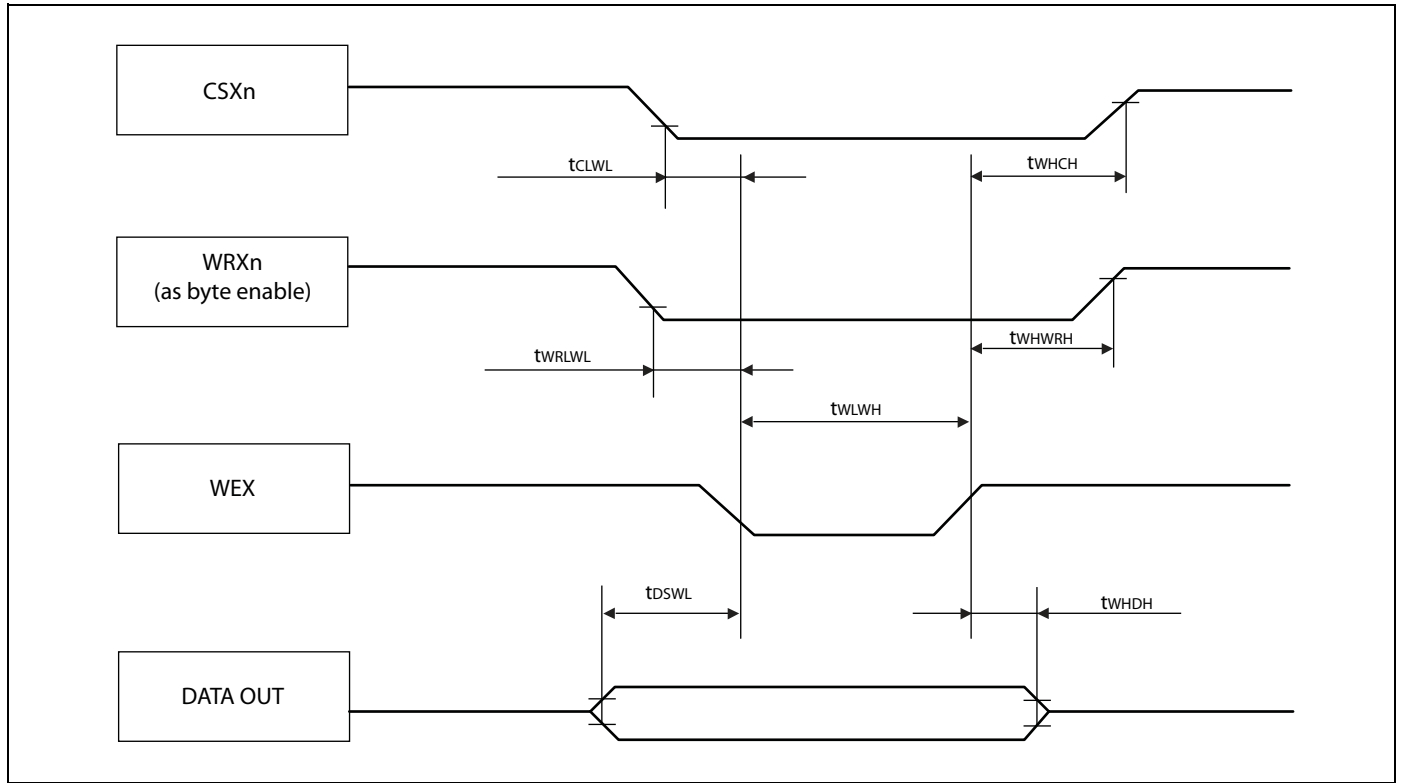 CSXn
tCLWL
tWHCH
WRXn
(as byte enable)
tWHWRH
tWRLWL
tWLWH
WEX
tDSWL
tWHDH
DATA OUT